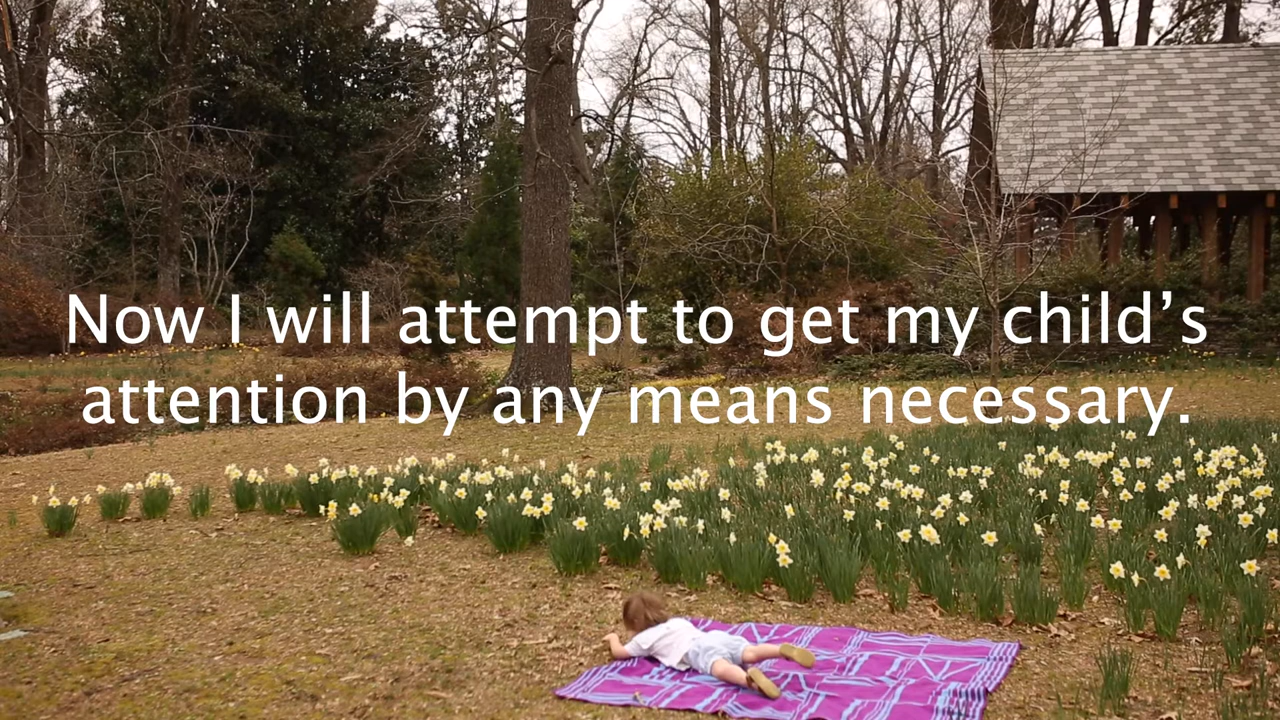 Now I will attempt to get my child’s
attention by any means necessary.